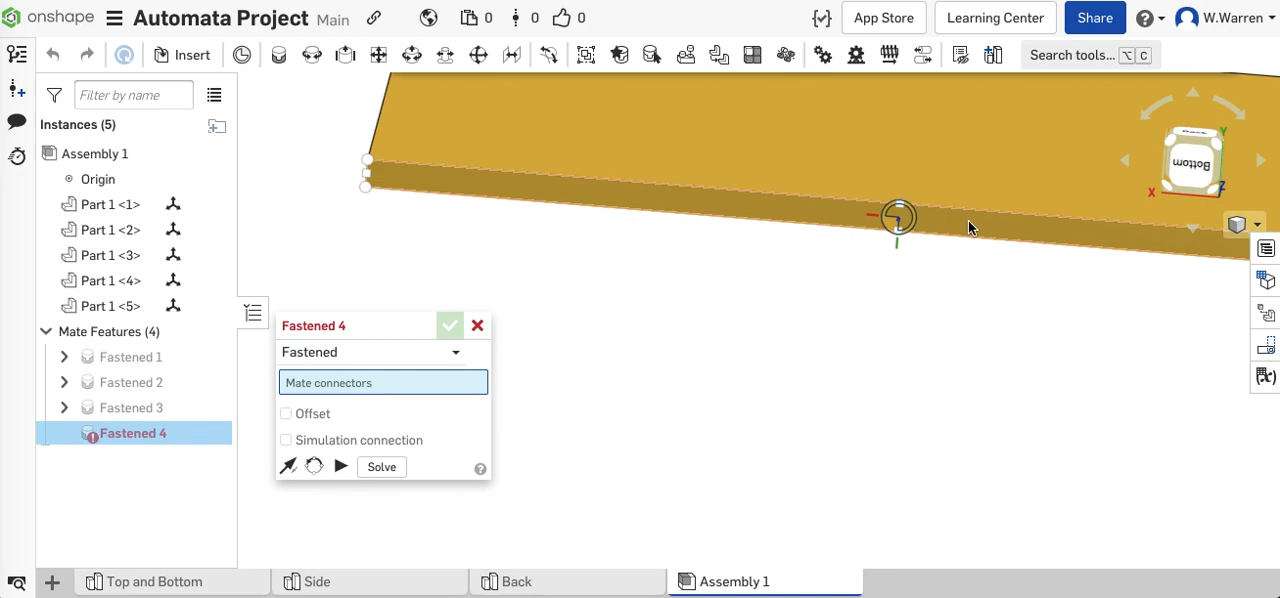 onshape Automata Project Main 0 0 0 App Store Learning Center Share W.Warren
Insert Search tools... ⌥ C
Filter by name
Instances (5)
Assembly 1
Origin
Part 1 <1>
Part 1 <2>
Part 1 <3>
Part 1 <4>
Part 1 <5>
Mate Features (4)
Fastened 1
Fastened 2
Fastened 3
Fastened 4
Fastened 4
Fastened
Mate connectors
Offset
Simulation connection
Solve
Back
Y
Bottom
X
Z
Top and Bottom Side Back Assembly 1